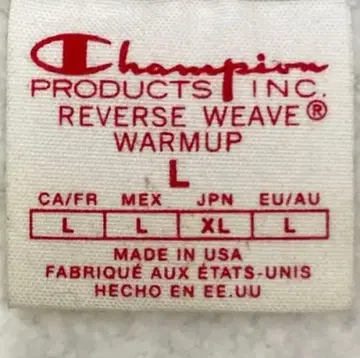 Champion
PRODUCTS INC.
REVERSE WEAVE®
WARMUP
L
CA/FR MEX JPN EU/AU
L L XL L
MADE IN USA
FABRIQUÉ AUX ÉTATS-UNIS
HECHO EN EE.UU